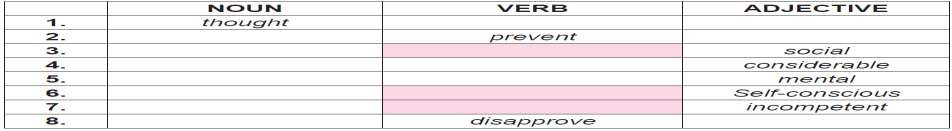 NOUN VERB ADJECTIVE
1. thought
2. prevent
3. social
4. considerable
5. mental
6. Self-conscious
7. incompetent
8. disapprove